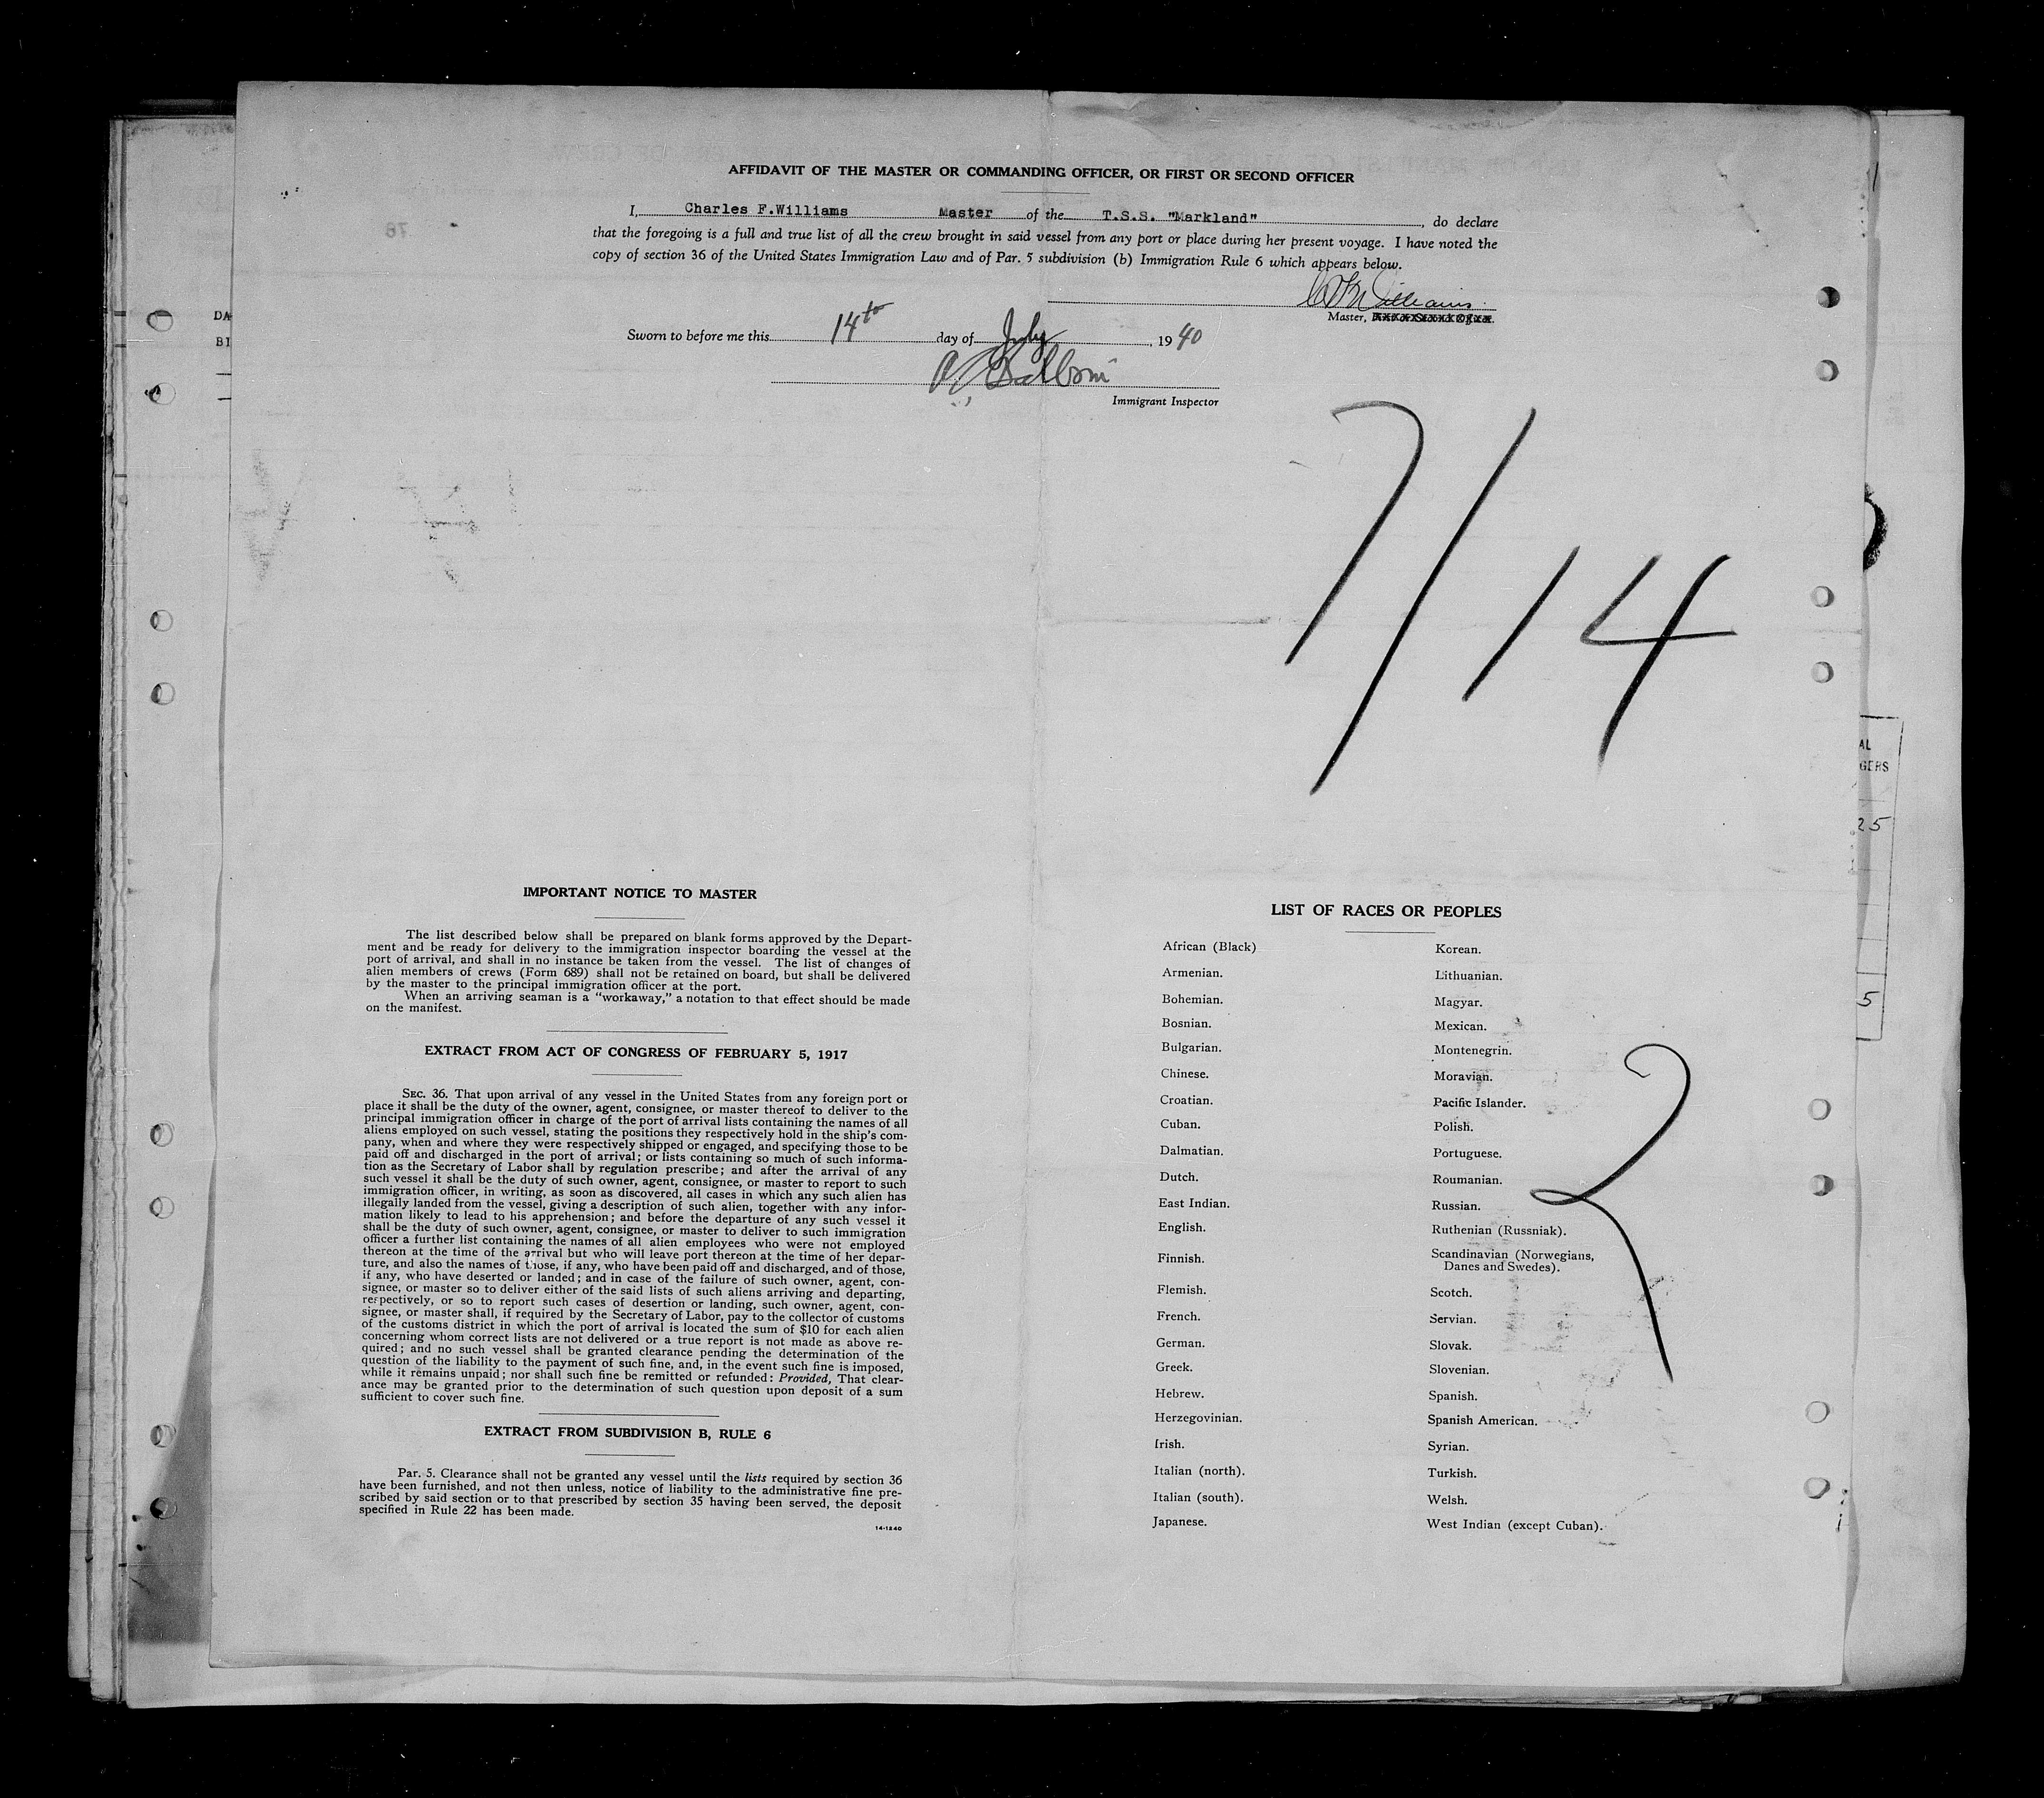 AFFIDAVIT OF THE MASTER OR COMMANDING OFFICER, OR FIRST OR SECOND OFFICER
I, Charles F.Williams Master of the T.S.S. "Markland", do declare
that the foregoing is a full and true list of all the crew brought in said vessel from any port or place during her present voyage. I have noted the
copy of section 36 of the United States Immigration Law and of Par. 5 subdivision (b) Immigration Rule 6 which appears below.
Williams
Master,
Sworn to before me this 14th day of July, 1940
Immigrant Inspector
7/14
IMPORTANT NOTICE TO MASTER
The list described below shall be prepared on blank forms approved by the Depart-
ment and be ready for delivery to the immigration inspector boarding the vessel at the
port of arrival, and shall in no instance be taken from the vessel. The list of changes of
alien members of crews (Form 689) shall not be retained on board, but shall be delivered
by the master to the principal immigration officer at the port.
When an arriving seaman is a "workaway," a notation to that effect should be made
on the manifest.
EXTRACT FROM ACT OF CONGRESS OF FEBRUARY 5, 1917
SEC. 36. That upon arrival of any vessel in the United States from any foreign port or
place it shall be the duty of the owner, agent, consignee, or master thereof to deliver to the
principal immigration officer in charge of the port of arrival lists containing the names of all
aliens employed on such vessel, stating the positions they respectively hold in the ship's com-
pany, when and where they were respectively shipped or engaged, and specifying those to be
paid off and discharged in the port of arrival; or lists containing so much of such informa-
tion as the Secretary of Labor shall by regulation prescribe; and after the arrival of any
such vessel it shall be the duty of such owner, agent, consignee, or master to report to such
immigration officer, in writing, as soon as discovered, all cases in which any such alien has
illegally landed from the vessel, giving a description of such alien, together with any infor-
mation likely to lead to his apprehension; and before the departure of any such vessel it
shall be the duty of such owner, agent, consignee, or master to deliver to such immigration
officer a further list containing the names of all alien employees who were not employed
thereon at the time of the arrival but who will leave port thereon at the time of her depar-
ture, and also the names of those, if any, who have been paid off and discharged, and of those,
if any, who have deserted or landed; and in case of the failure of such owner, agent, con-
signee, or master so to deliver either of the said lists of such aliens arriving and departing,
respectively, or so to report such cases of desertion or landing, such owner, agent, con-
signee, or master shall, if required by the Secretary of Labor, pay to the collector of customs
of the customs district in which the port of arrival is located the sum of $10 for each alien
concerning whom correct lists are not delivered or a true report is not made as above re-
quired; and no such vessel shall be granted clearance pending the determination of the
question of the liability to the payment of such fine, and, in the event such fine is imposed,
while it remains unpaid; nor shall such fine be remitted or refunded: Provided, That clear-
ance may be granted prior to the determination of such question upon deposit of a sum
sufficient to cover such fine.
EXTRACT FROM SUBDIVISION B, RULE 6
Par. 5. Clearance shall not be granted any vessel until the lists required by section 36
have been furnished, and not then unless, notice of liability to the administrative fine pre-
scribed by said section or to that prescribed by section 35 having been served, the deposit
specified in Rule 22 has been made.
14-1240
LIST OF RACES OR PEOPLES
African (Black)
Armenian.
Bohemian.
Bosnian.
Bulgarian.
Chinese.
Croatian.
Cuban.
Dalmatian.
Dutch.
East Indian.
English.
Finnish.
Flemish.
French.
German.
Greek.
Hebrew.
Herzegovinian.
Irish.
Italian (north).
Italian (south).
Japanese.
Korean.
Lithuanian.
Magyar.
Mexican.
Montenegrin.
Moravian.
Pacific Islander.
Polish.
Portuguese.
Roumanian.
Russian.
Ruthenian (Russniak).
Scandinavian (Norwegians,
Danes and Swedes).
Scotch.
Servian.
Slovak.
Slovenian.
Spanish.
Spanish American.
Syrian.
Turkish.
Welsh.
West Indian (except Cuban).
2
DA
BI
AL
GERS
25
5